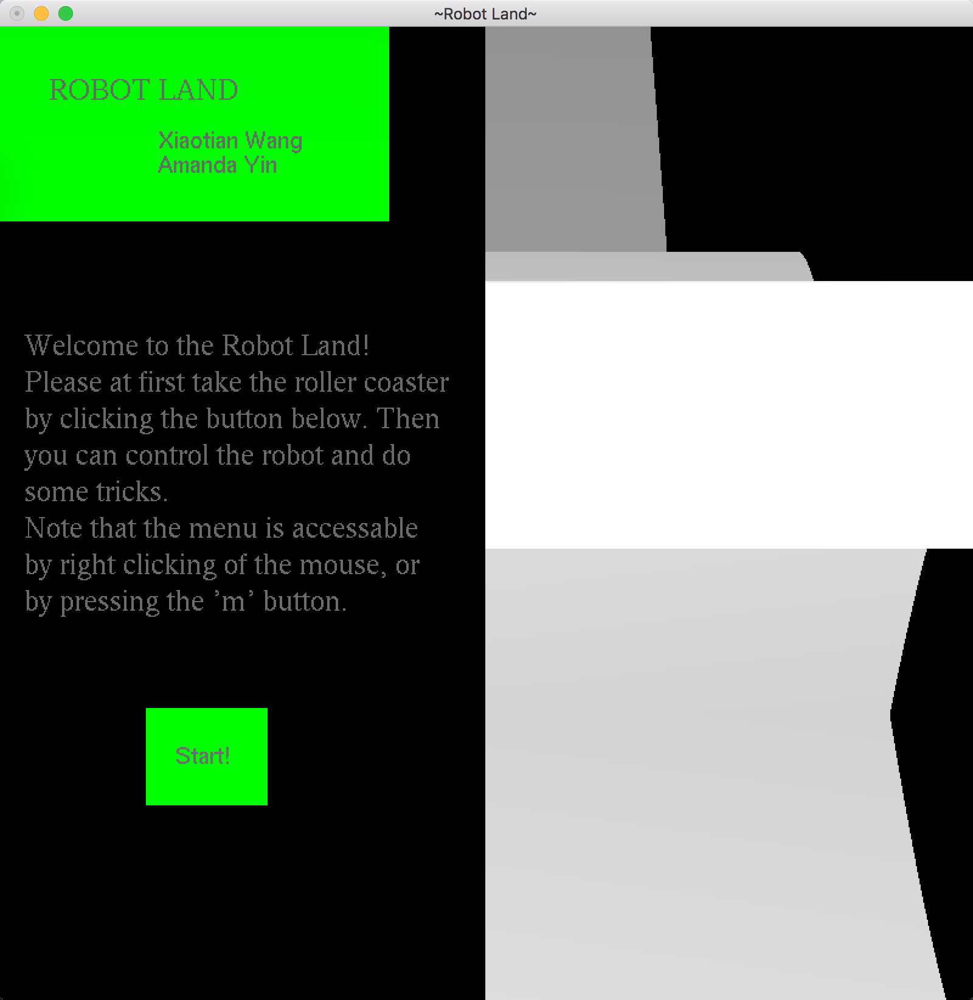 ~Robot Land~
ROBOT LAND
Xiaotian Wang
Amanda Yin
Welcome to the Robot Land!
Please at first take the roller coaster
by clicking the button below. Then
you can control the robot and do
some tricks.
Note that the menu is accessable
by right clicking of the mouse, or
by pressing the ’m’ button.
Start!